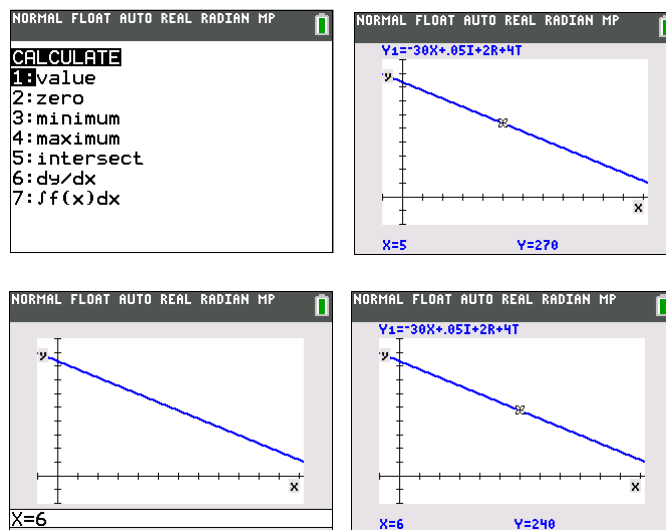 NORMAL FLOAT AUTO REAL RADIAN MP
CALCULATE
1:value
2:zero
3:minimum
4:maximum
5:intersect
6:dy/dx
7:∫f(x)dx
NORMAL FLOAT AUTO REAL RADIAN MP
Y₁=⁻30X+.05I+2R+4T
y
x
X=5 Y=270
NORMAL FLOAT AUTO REAL RADIAN MP
y
x
X=6
NORMAL FLOAT AUTO REAL RADIAN MP
Y₁=⁻30X+.05I+2R+4T
y
x
X=6 Y=240